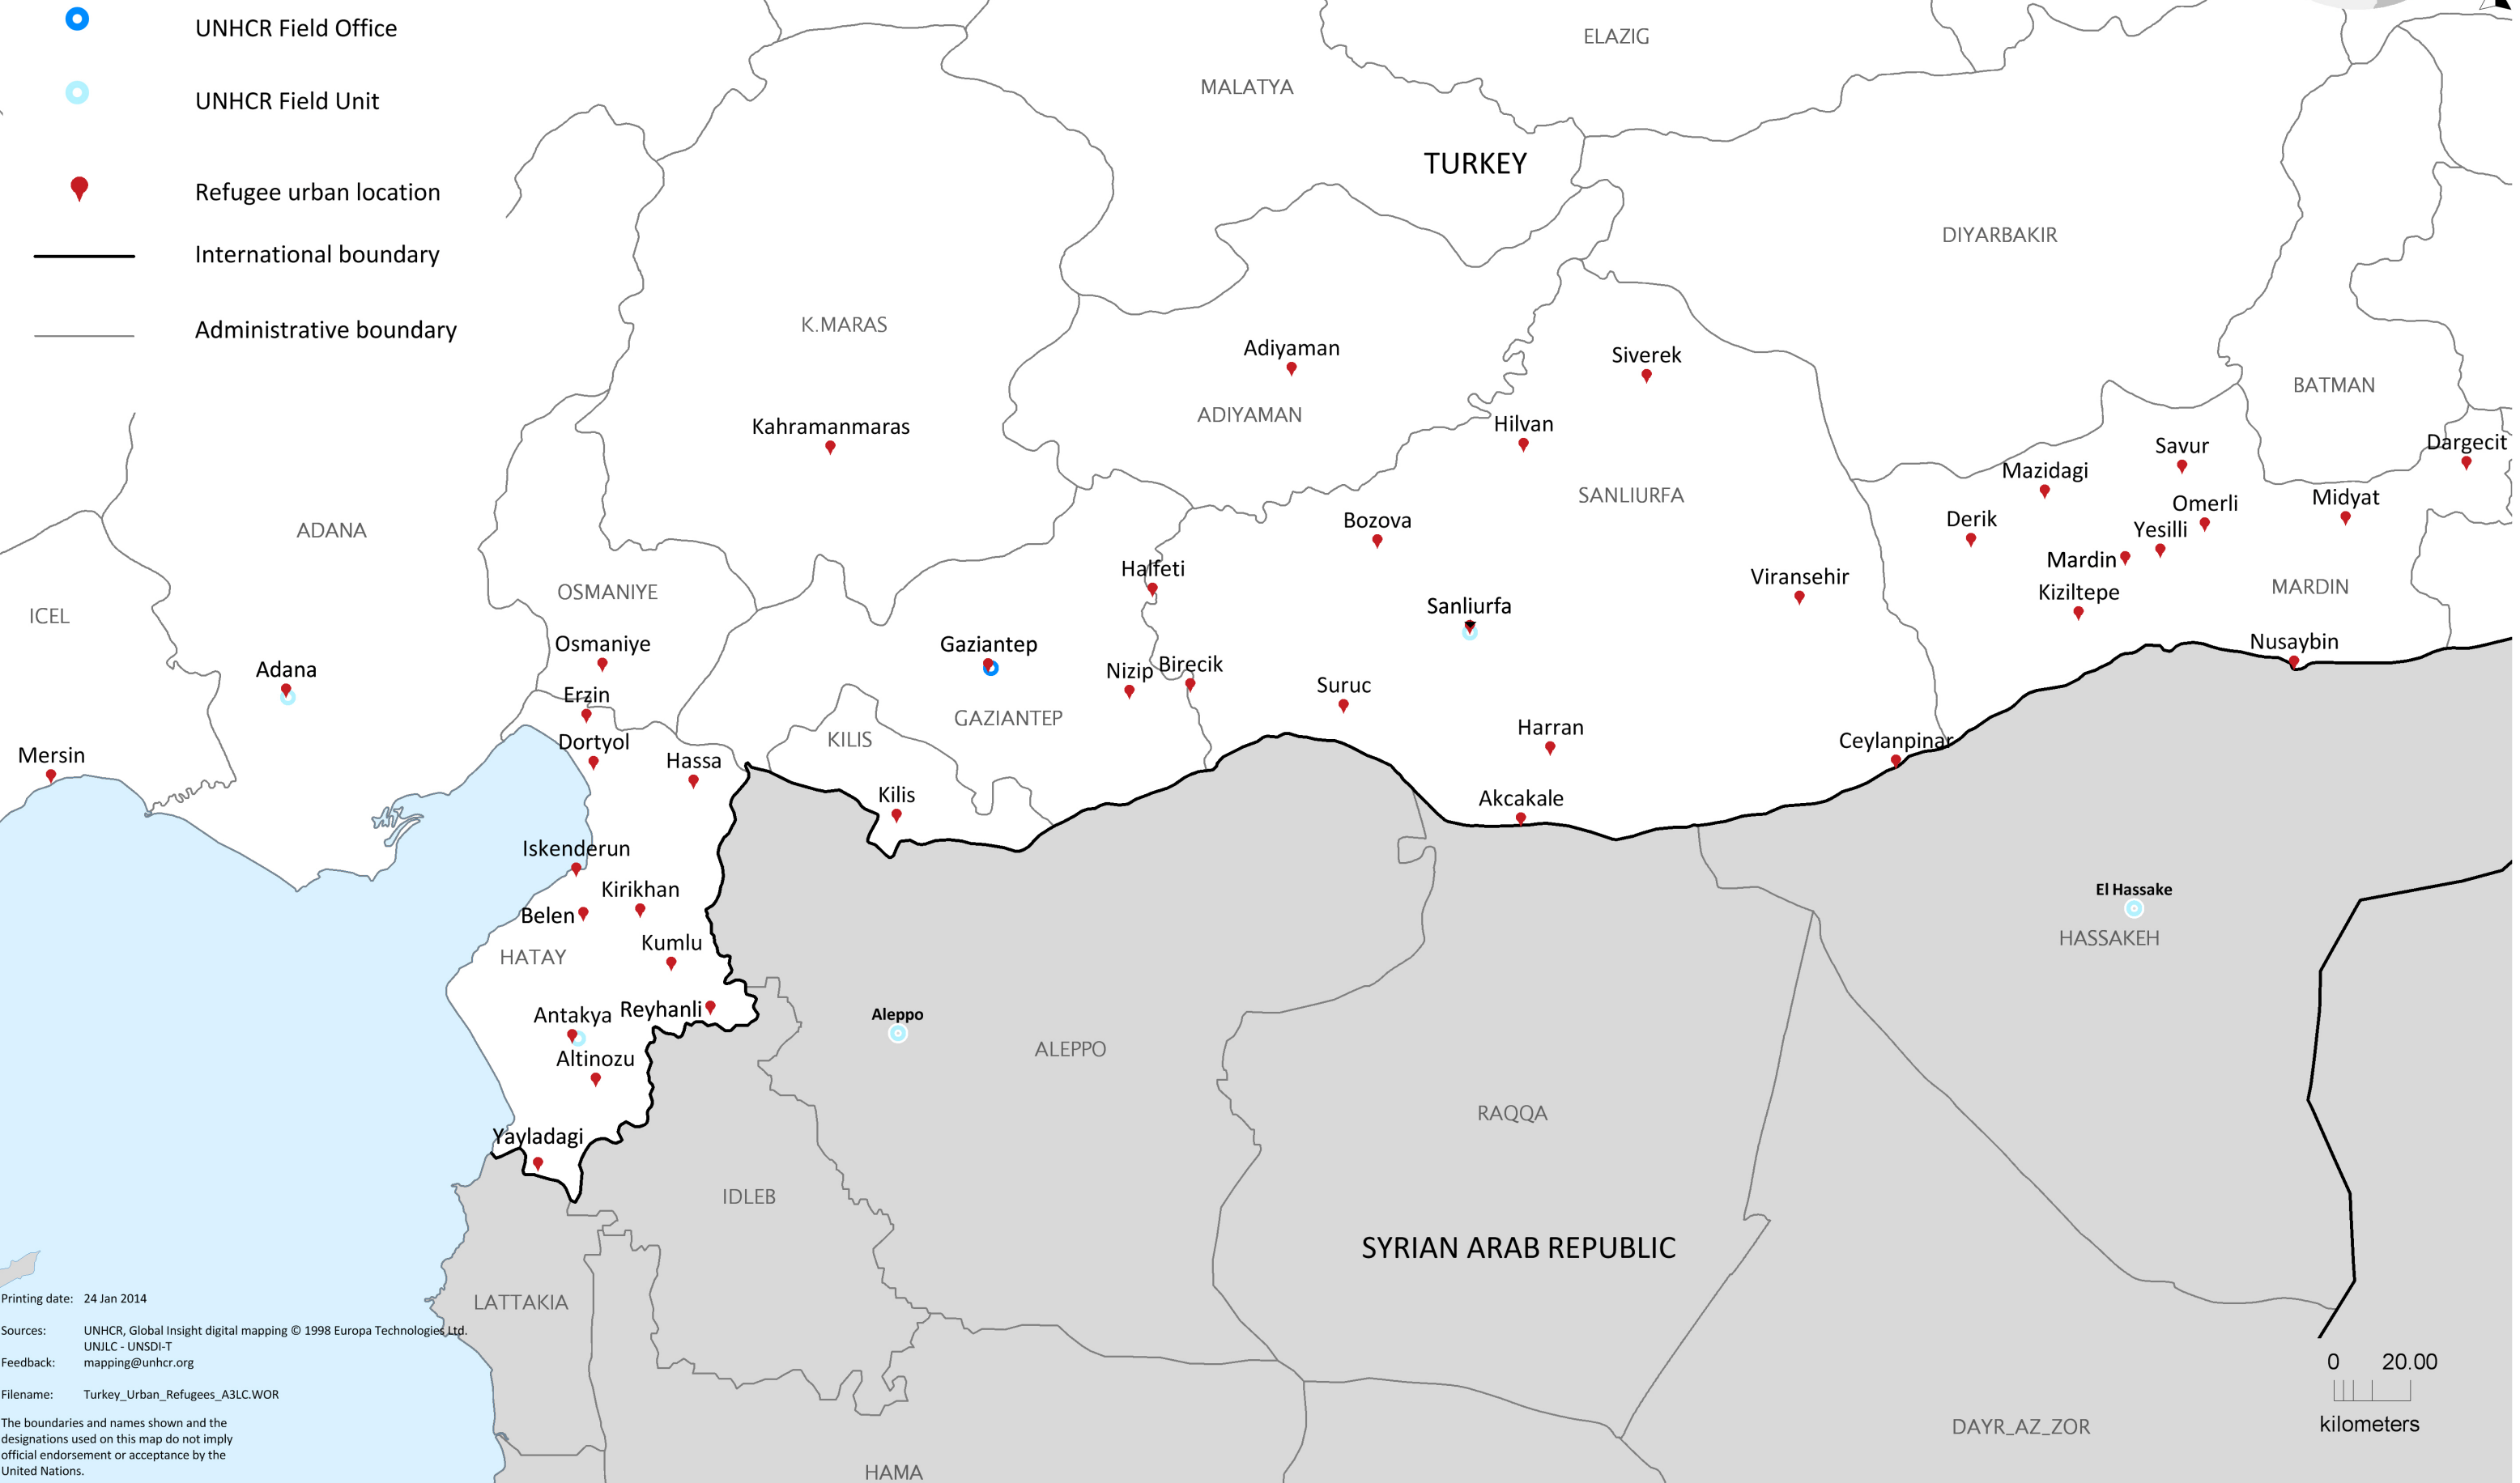 UNHCR Field Office
UNHCR Field Unit
Refugee urban location
International boundary
Administrative boundary
ELAZIG
MALATYA
TURKEY
DIYARBAKIR
K.MARAS
Adiyaman
Siverek
BATMAN
ADIYAMAN
Kahramanmaras
Hilvan
Dargecit
Savur
Mazidagi
SANLIURFA
Midyat
Omerli
Bozova
Derik
ADANA
Yesilli
Mardin
Halfeti
Viransehir
MARDIN
OSMANIYE
Kiziltepe
Sanliurfa
ICEL
Osmaniye
Gaziantep
Nusaybin
Adana
Nizip
Birecik
Suruc
Erzin
GAZIANTEP
Harran
KILIS
Dortyol
Ceylanpinar
Mersin
Hassa
Kilis
Akcakale
Iskenderun
Kirikhan
El Hassake
Belen
HASSAKEH
Kumlu
HATAY
Reyhanli
Antakya
Aleppo
ALEPPO
Altinozu
RAQQA
Yayladagi
IDLEB
SYRIAN ARAB REPUBLIC
LATTAKIA
Printing date: 24 Jan 2014
Sources: UNHCR, Global Insight digital mapping © 1998 Europa Technologies Ltd.
UNJLC - UNSDI-T
Feedback: mapping@unhcr.org
Filename: Turkey_Urban_Refugees_A3LC.WOR
The boundaries and names shown and the
designations used on this map do not imply
official endorsement or acceptance by the
United Nations.
0 20.00
kilometers
DAYR_AZ_ZOR
HAMA